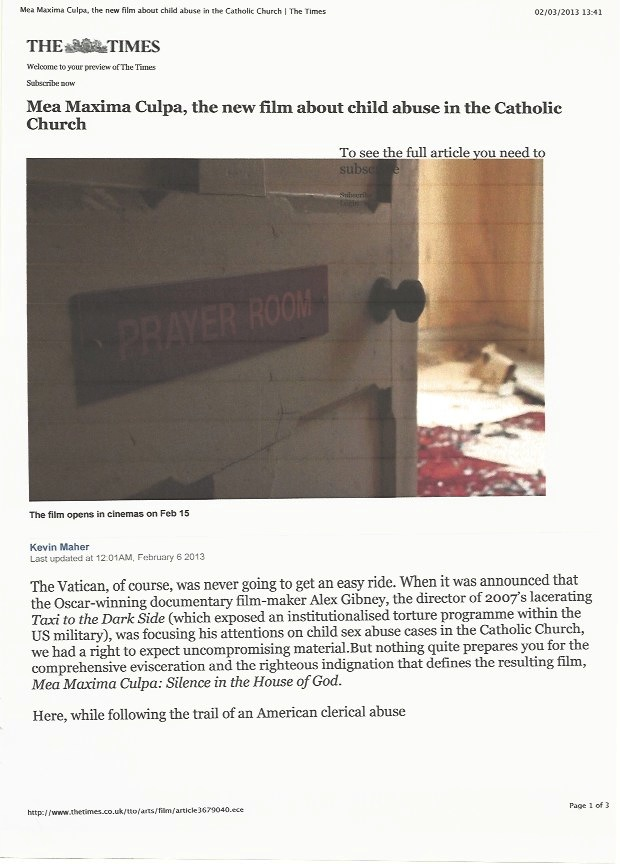 Mea Maxima Culpa, the new film about child abuse in the Catholic Church | The Times
02/03/2013 13:41
THE TIMES
Welcome to your preview of The Times
Subscribe now
Mea Maxima Culpa, the new film about child abuse in the Catholic
Church
To see the full article you need to
subscribe
Subscribe
Login
PRAYER ROOM
The film opens in cinemas on Feb 15
Kevin Maher
Last updated at 12:01AM, February 6 2013
The Vatican, of course, was never going to get an easy ride. When it was announced that
the Oscar-winning documentary film-maker Alex Gibney, the director of 2007's lacerating
Taxi to the Dark Side (which exposed an institutionalised torture programme within the
US military), was focusing his attentions on child sex abuse cases in the Catholic Church,
we had a right to expect uncompromising material.But nothing quite prepares you for the
comprehensive evisceration and the righteous indignation that defines the resulting film,
Mea Maxima Culpa: Silence in the House of God.
Here, while following the trail of an American clerical abuse
http://www.thetimes.co.uk/tto/arts/film/article3679040.ece
Page 1 of 3